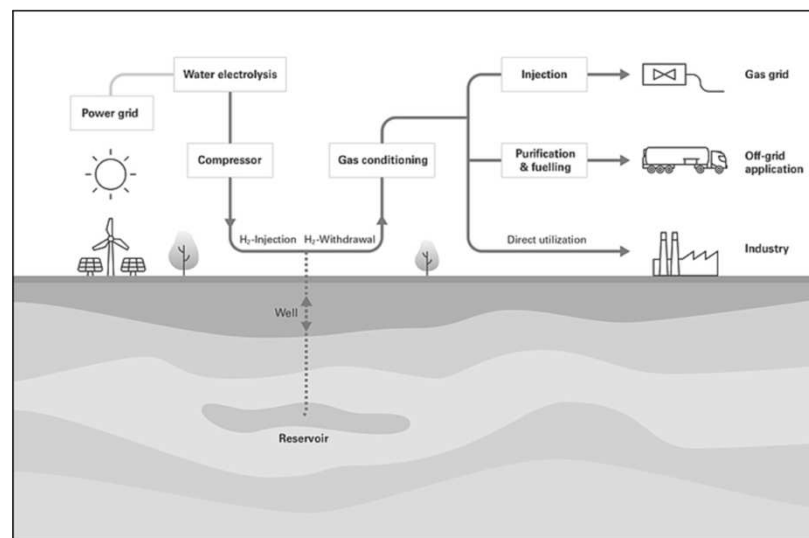 Water electrolysis
Power grid
Compressor
Gas conditioning
Injection
Gas grid
Purification
& fuelling
Off-grid
application
H₂-Injection
H₂-Withdrawal
Direct utilization
Industry
Well
Reservoir